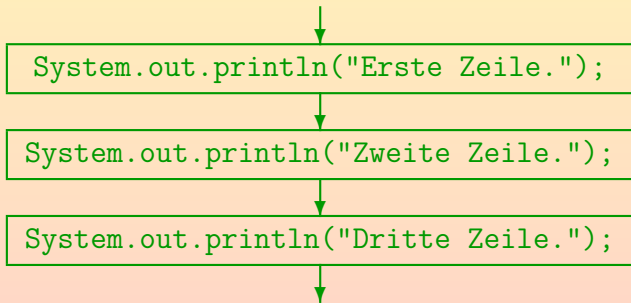 System.out.println("Erste Zeile.");
System.out.println("Zweite Zeile.");
System.out.println("Dritte Zeile.");